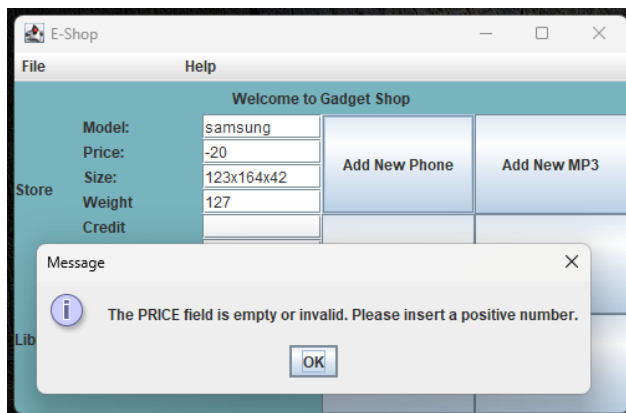 E-Shop
File Help
Welcome to Gadget Shop
Model: samsung
Price: -20
Size: 123x164x42
Weight 127
Credit
Store
Add New Phone
Add New MP3
Message
The PRICE field is empty or invalid. Please insert a positive number.
OK
Lib